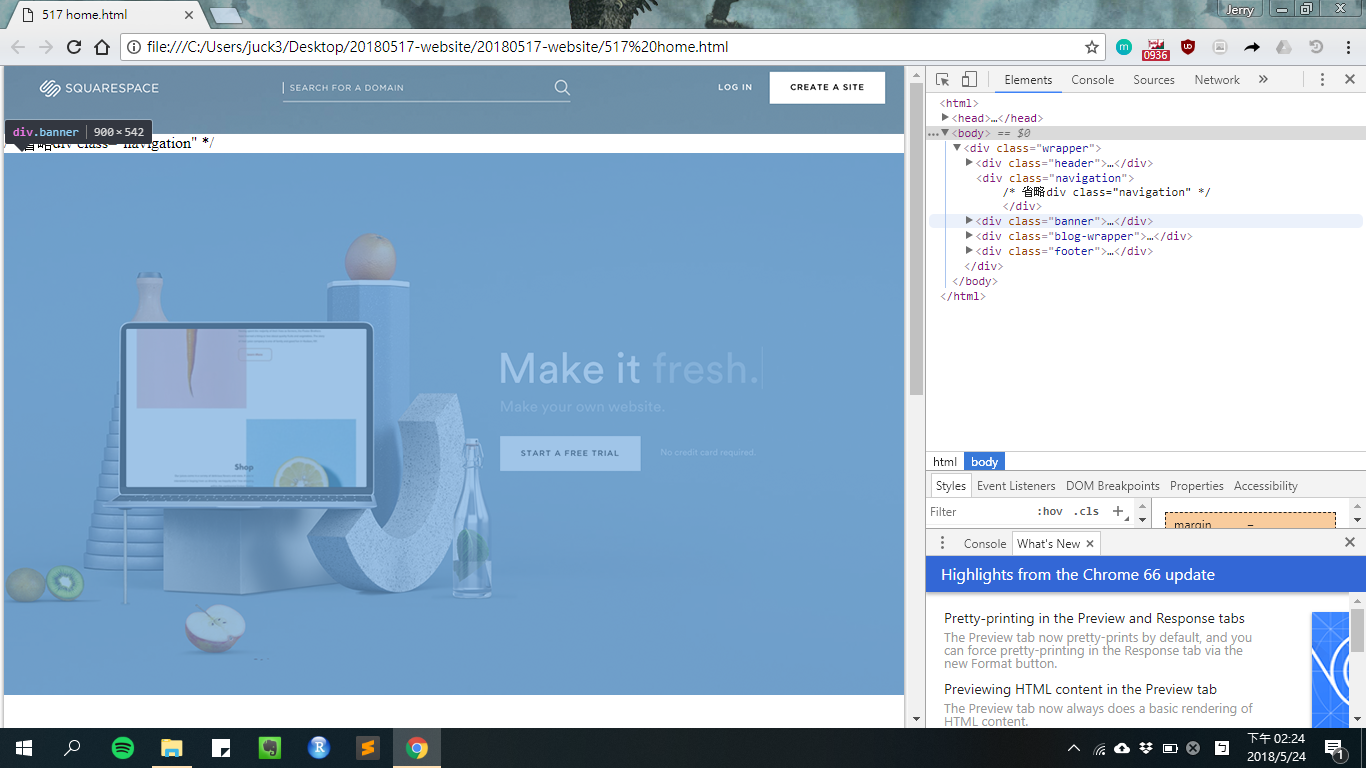 517 home.html
Jerry
file:///C:/Users/juck3/Desktop/20180517-website/20180517-website/517%20home.html
0936
SQUARESPACE
SEARCH FOR A DOMAIN
LOG IN
CREATE A SITE
div.banner 900×542
省略div class="navigation" */
Make it fresh.
Make your own website.
START A FREE TRIAL
No credit card required.
Shop
Elements Console Sources Network »
<html>
<head>…</head>
<body> == $0
<div class="wrapper">
<div class="header">…</div>
<div class="navigation">
/* 省略div class="navigation" */
</div>
<div class="banner">…</div>
<div class="blog-wrapper">…</div>
<div class="footer">…</div>
</div>
</body>
</html>
html body
Styles Event Listeners DOM Breakpoints Properties Accessibility
Filter :hov .cls +
margin –
Console What's New
Highlights from the Chrome 66 update
Pretty-printing in the Preview and Response tabs
The Preview tab now pretty-prints by default, and you
can force pretty-printing in the Response tab via the
new Format button.
Previewing HTML content in the Preview tab
The Preview tab now always does a basic rendering of
HTML content.
下午 02:24
2018/5/24
1